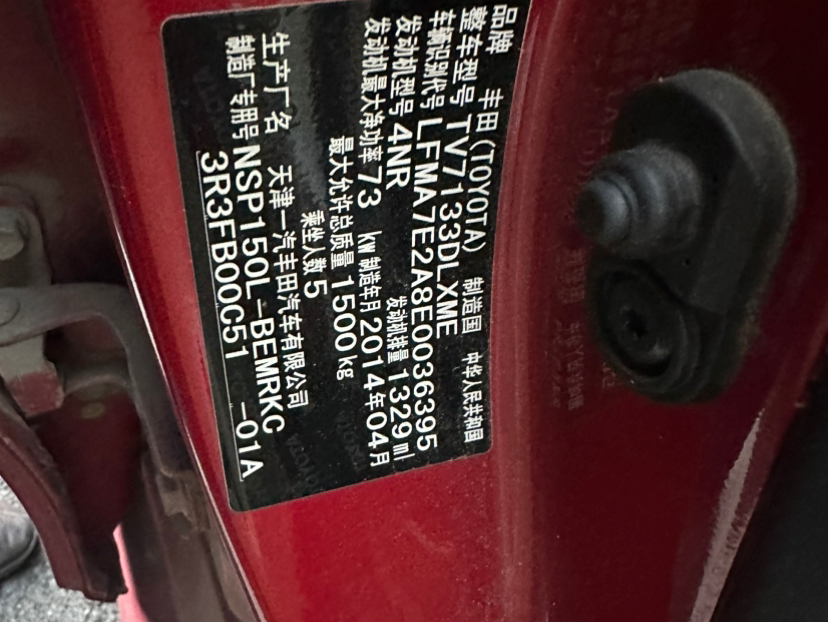 品牌 丰田(TOYOTA) 制造国 中华人民共和国
整车型号 TV7133DLXME
车辆识别代号 LFMA7E2A8E0036395
发动机型号 4NR 发动机排量 1329 ml
发动机最大净功率 73 kw 制造年月 2014年04月
最大允许总质量 1500kg
乘坐人数 5
生产厂名 天津一汽丰田汽车有限公司
制造厂专用号 NSP150L-BEMRKC
3R3FB00C51 -01A